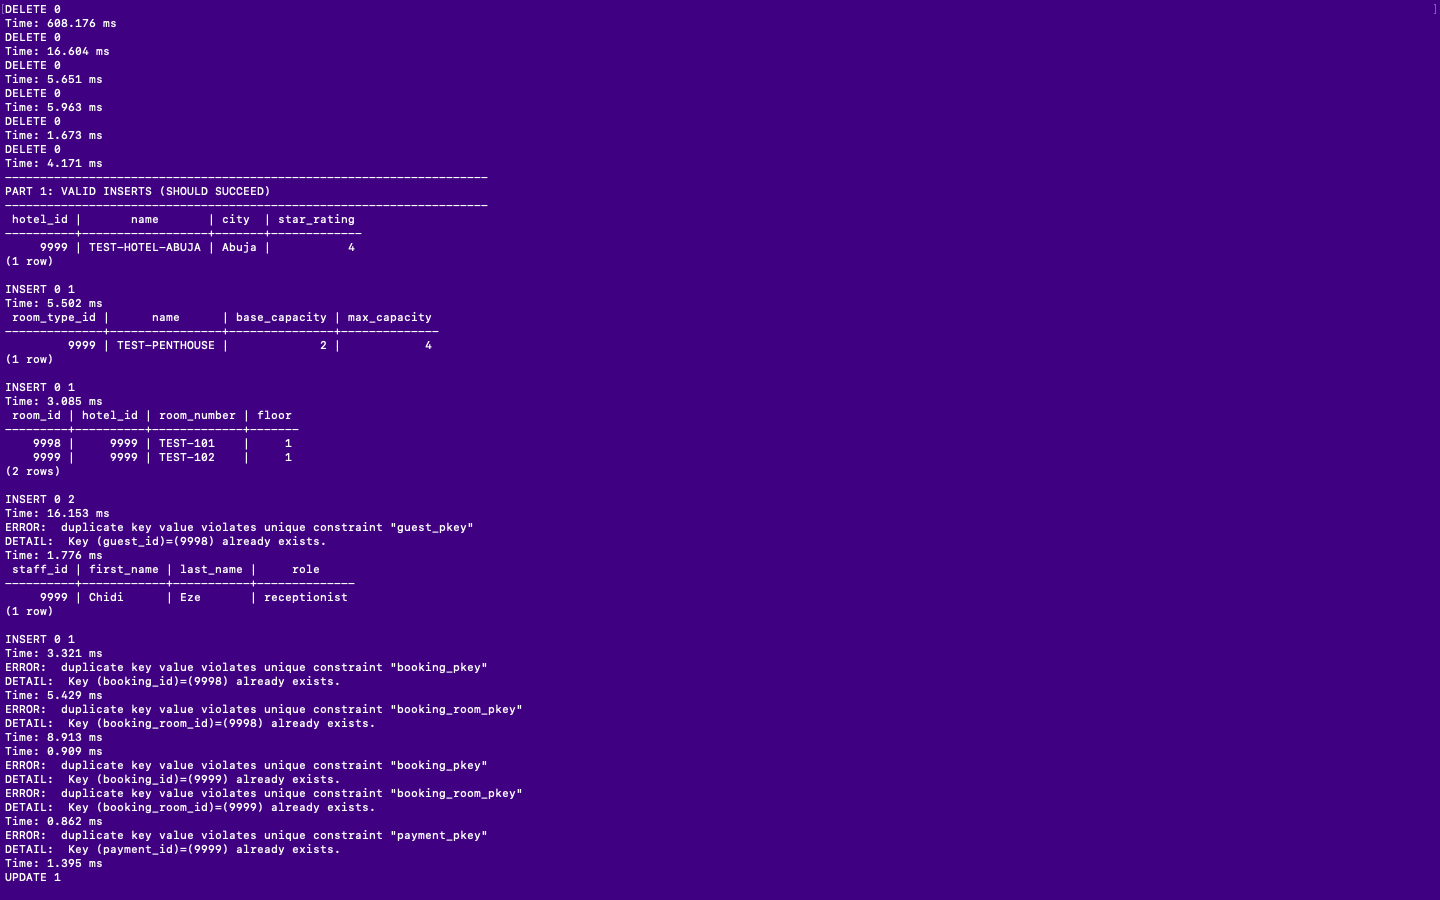 DELETE 0
Time: 608.176 ms
DELETE 0
Time: 16.604 ms
DELETE 0
Time: 5.651 ms
DELETE 0
Time: 5.963 ms
DELETE 0
Time: 1.673 ms
DELETE 0
Time: 4.171 ms
---------------------------------------------------------------------
PART 1: VALID INSERTS (SHOULD SUCCEED)
---------------------------------------------------------------------
 hotel_id |       name       | city  | star_rating
----------+------------------+-------+-------------
     9999 | TEST-HOTEL-ABUJA | Abuja |           4
(1 row)

INSERT 0 1
Time: 5.502 ms
 room_type_id |      name      | base_capacity | max_capacity
--------------+----------------+---------------+--------------
         9999 | TEST-PENTHOUSE |             2 |            4
(1 row)

INSERT 0 1
Time: 3.085 ms
 room_id | hotel_id | room_number | floor
---------+----------+-------------+-------
    9998 |     9999 | TEST-101    |     1
    9999 |     9999 | TEST-102    |     1
(2 rows)

INSERT 0 2
Time: 16.153 ms
ERROR:  duplicate key value violates unique constraint "guest_pkey"
DETAIL:  Key (guest_id)=(9998) already exists.
Time: 1.776 ms
 staff_id | first_name | last_name |     role
----------+------------+-----------+--------------
     9999 | Chidi      | Eze       | receptionist
(1 row)

INSERT 0 1
Time: 3.321 ms
ERROR:  duplicate key value violates unique constraint "booking_pkey"
DETAIL:  Key (booking_id)=(9998) already exists.
Time: 5.429 ms
ERROR:  duplicate key value violates unique constraint "booking_room_pkey"
DETAIL:  Key (booking_room_id)=(9998) already exists.
Time: 8.913 ms
Time: 0.909 ms
ERROR:  duplicate key value violates unique constraint "booking_pkey"
DETAIL:  Key (booking_id)=(9999) already exists.
ERROR:  duplicate key value violates unique constraint "booking_room_pkey"
DETAIL:  Key (booking_room_id)=(9999) already exists.
Time: 0.862 ms
ERROR:  duplicate key value violates unique constraint "payment_pkey"
DETAIL:  Key (payment_id)=(9999) already exists.
Time: 1.395 ms
UPDATE 1